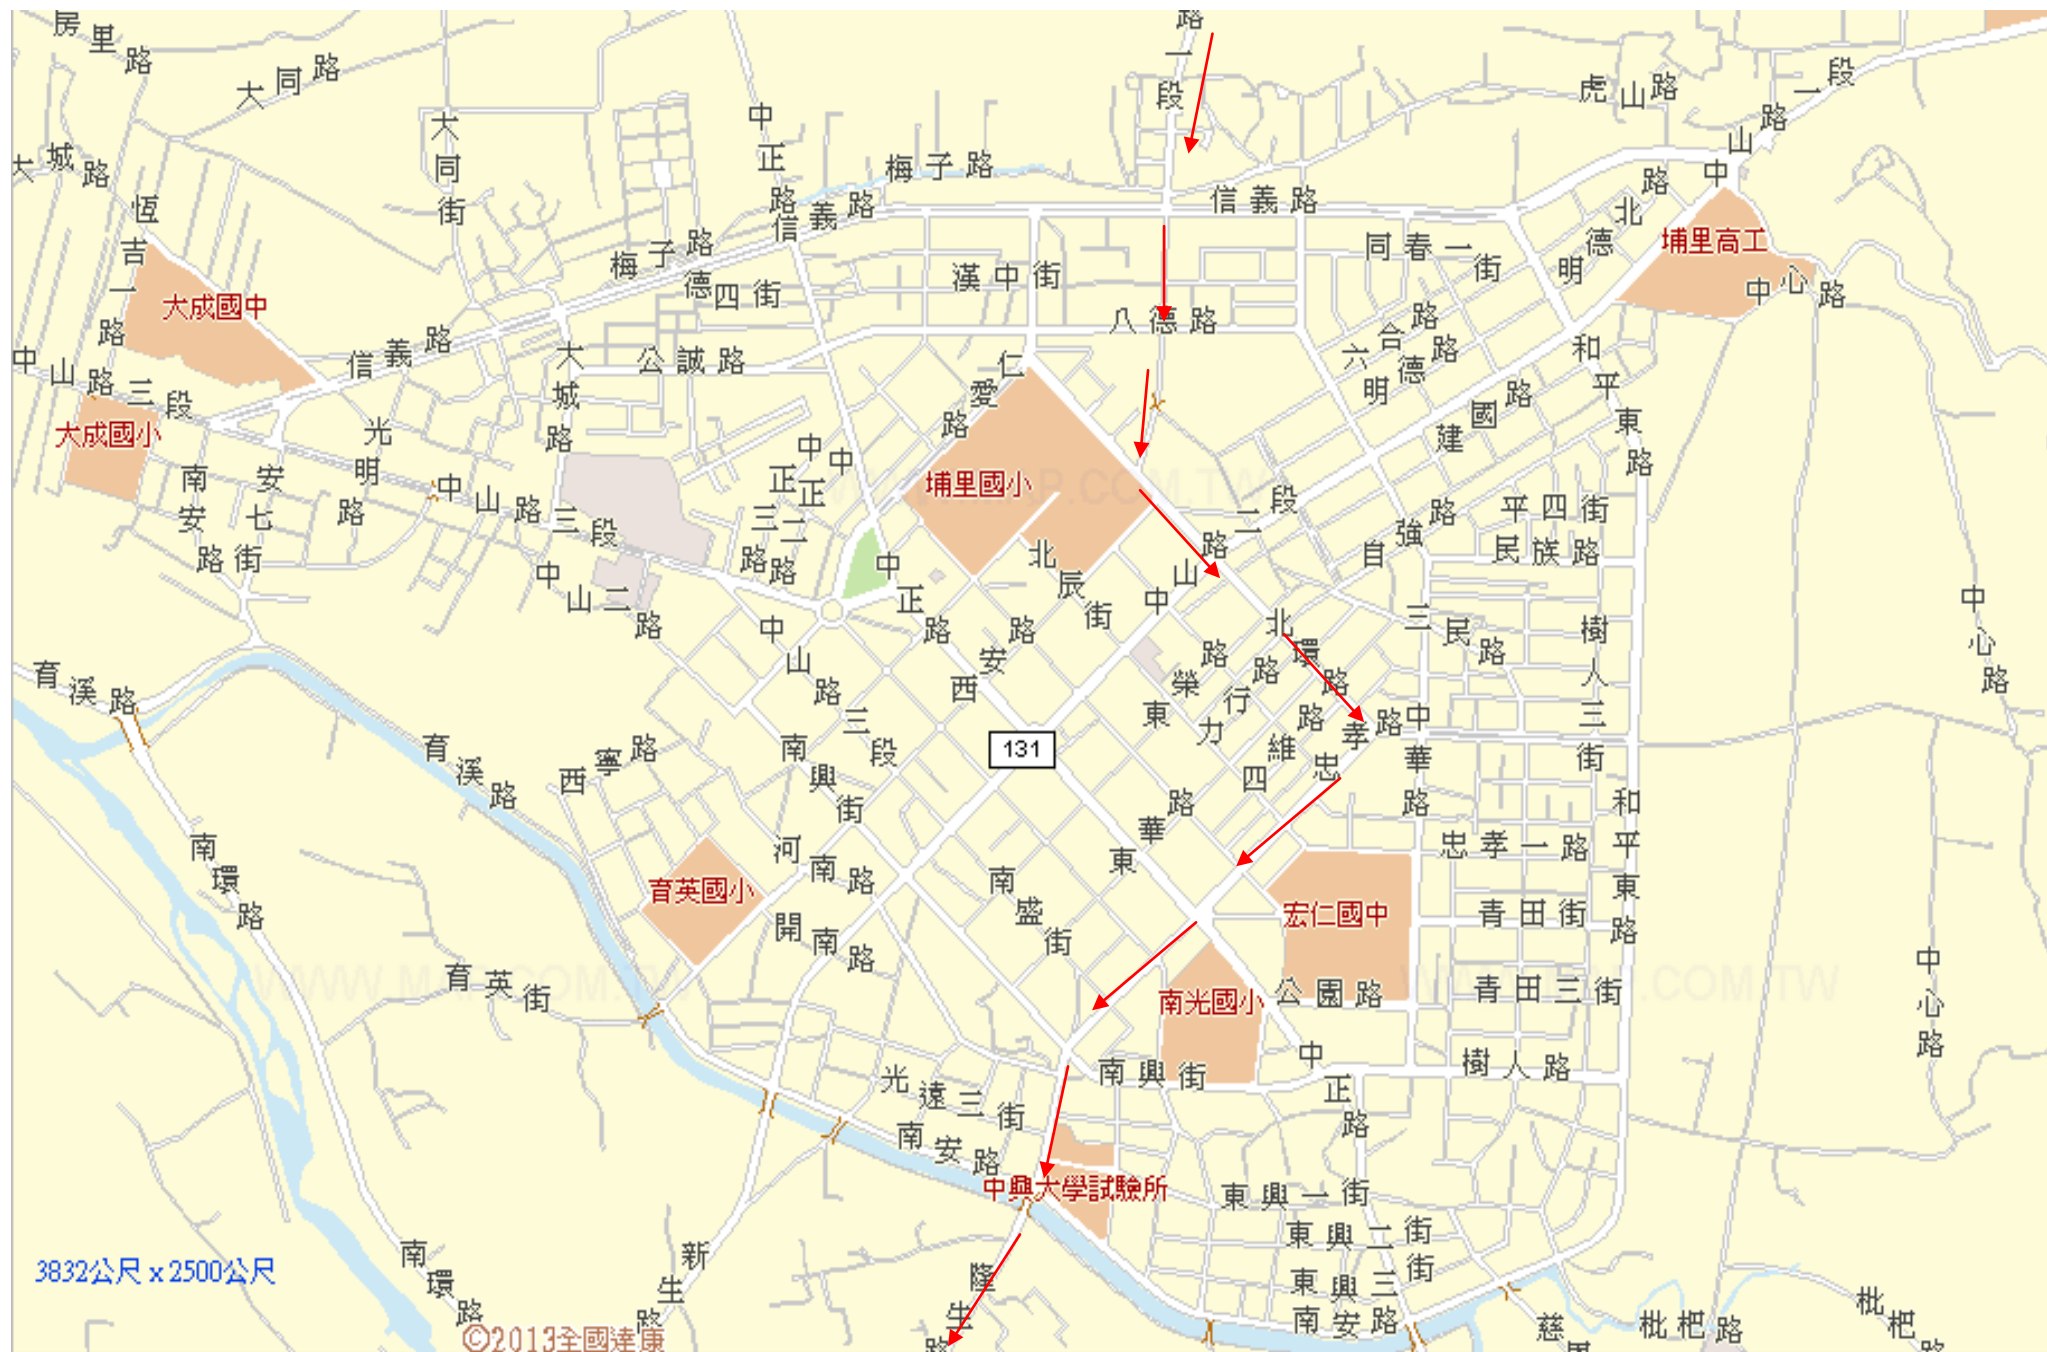 房里路
大同路
大城路
恆吉一路
大同街
中正路
梅子路
路一段
虎山路
中山路一段
信義路
信義路
梅子路
德四街
漢中街
同春一街
明德北路
埔里高工
中心路
大成國中
信義路
公誠路
八德路
六合路
明德路
和平東路
中山路三段
大成國小
大城路
仁愛路
建國路
光明路
南安路
安七街
中山路三段
中正三路
中正二路
埔里國小
中山路二段
自強路
平四街
民族路
中山二路
中正路
北辰街
西安路
三民路
樹人三街
中心路
北環路
東榮路
力行路
四維路
忠孝路
中華路
育溪路
中山路三段
131
育溪路
西寧路
南興街
河南路
東華路
和平東路
忠孝一路
南環路
育英國小
開南路
南盛街
宏仁國中
青田街
育英街
南光國小
公園路
青田三街
中心路
南興街
中正路
樹人路
光遠三街
南安路
中興大學試驗所
東興一街
東興二街
東興三街
南安路
南環路
新生路
隆生路
枇杷路
枇杷路
3832公尺 x 2500公尺
©2013全國達康
WWW.MAP.COM.TW
WWW.MAP.COM.TW
WWW.MAP.COM.TW